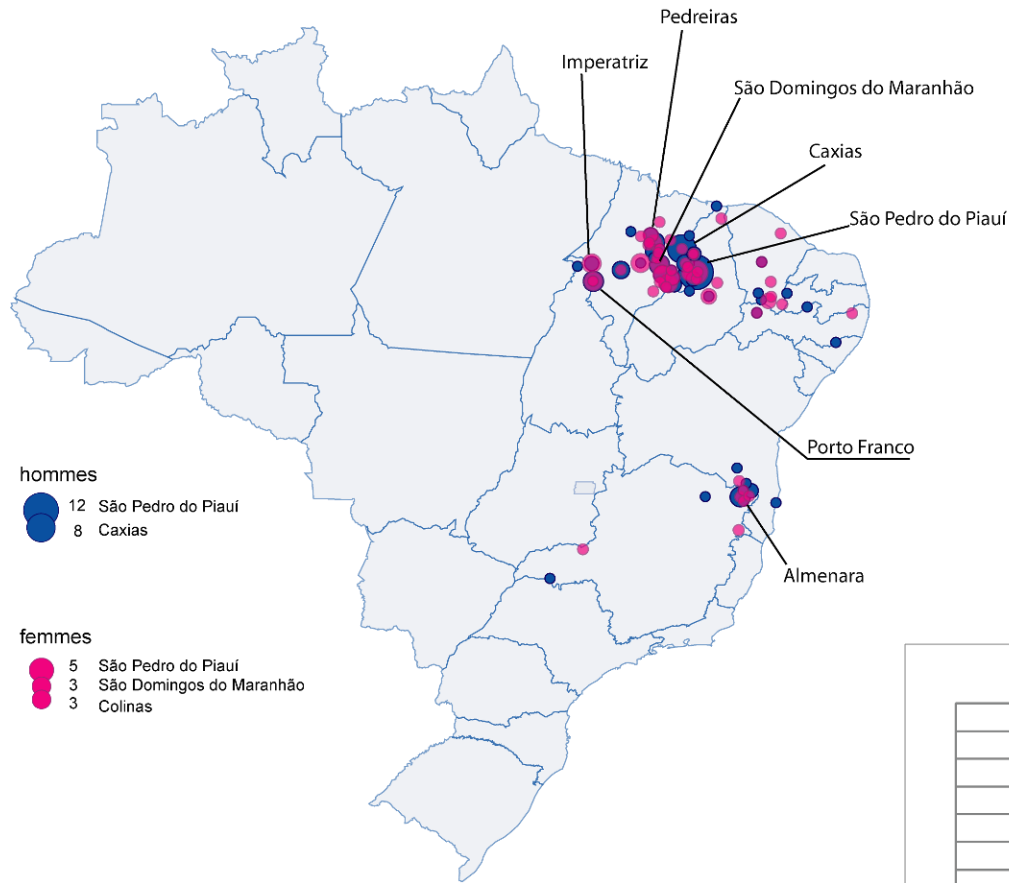 Pedreiras
Imperatriz
São Domingos do Maranhão
Caxias
São Pedro do Piauí
Porto Franco
Almenara
hommes
12 São Pedro do Piauí
8 Caxias
femmes
5 São Pedro do Piauí
3 São Domingos do Maranhão
3 Colinas